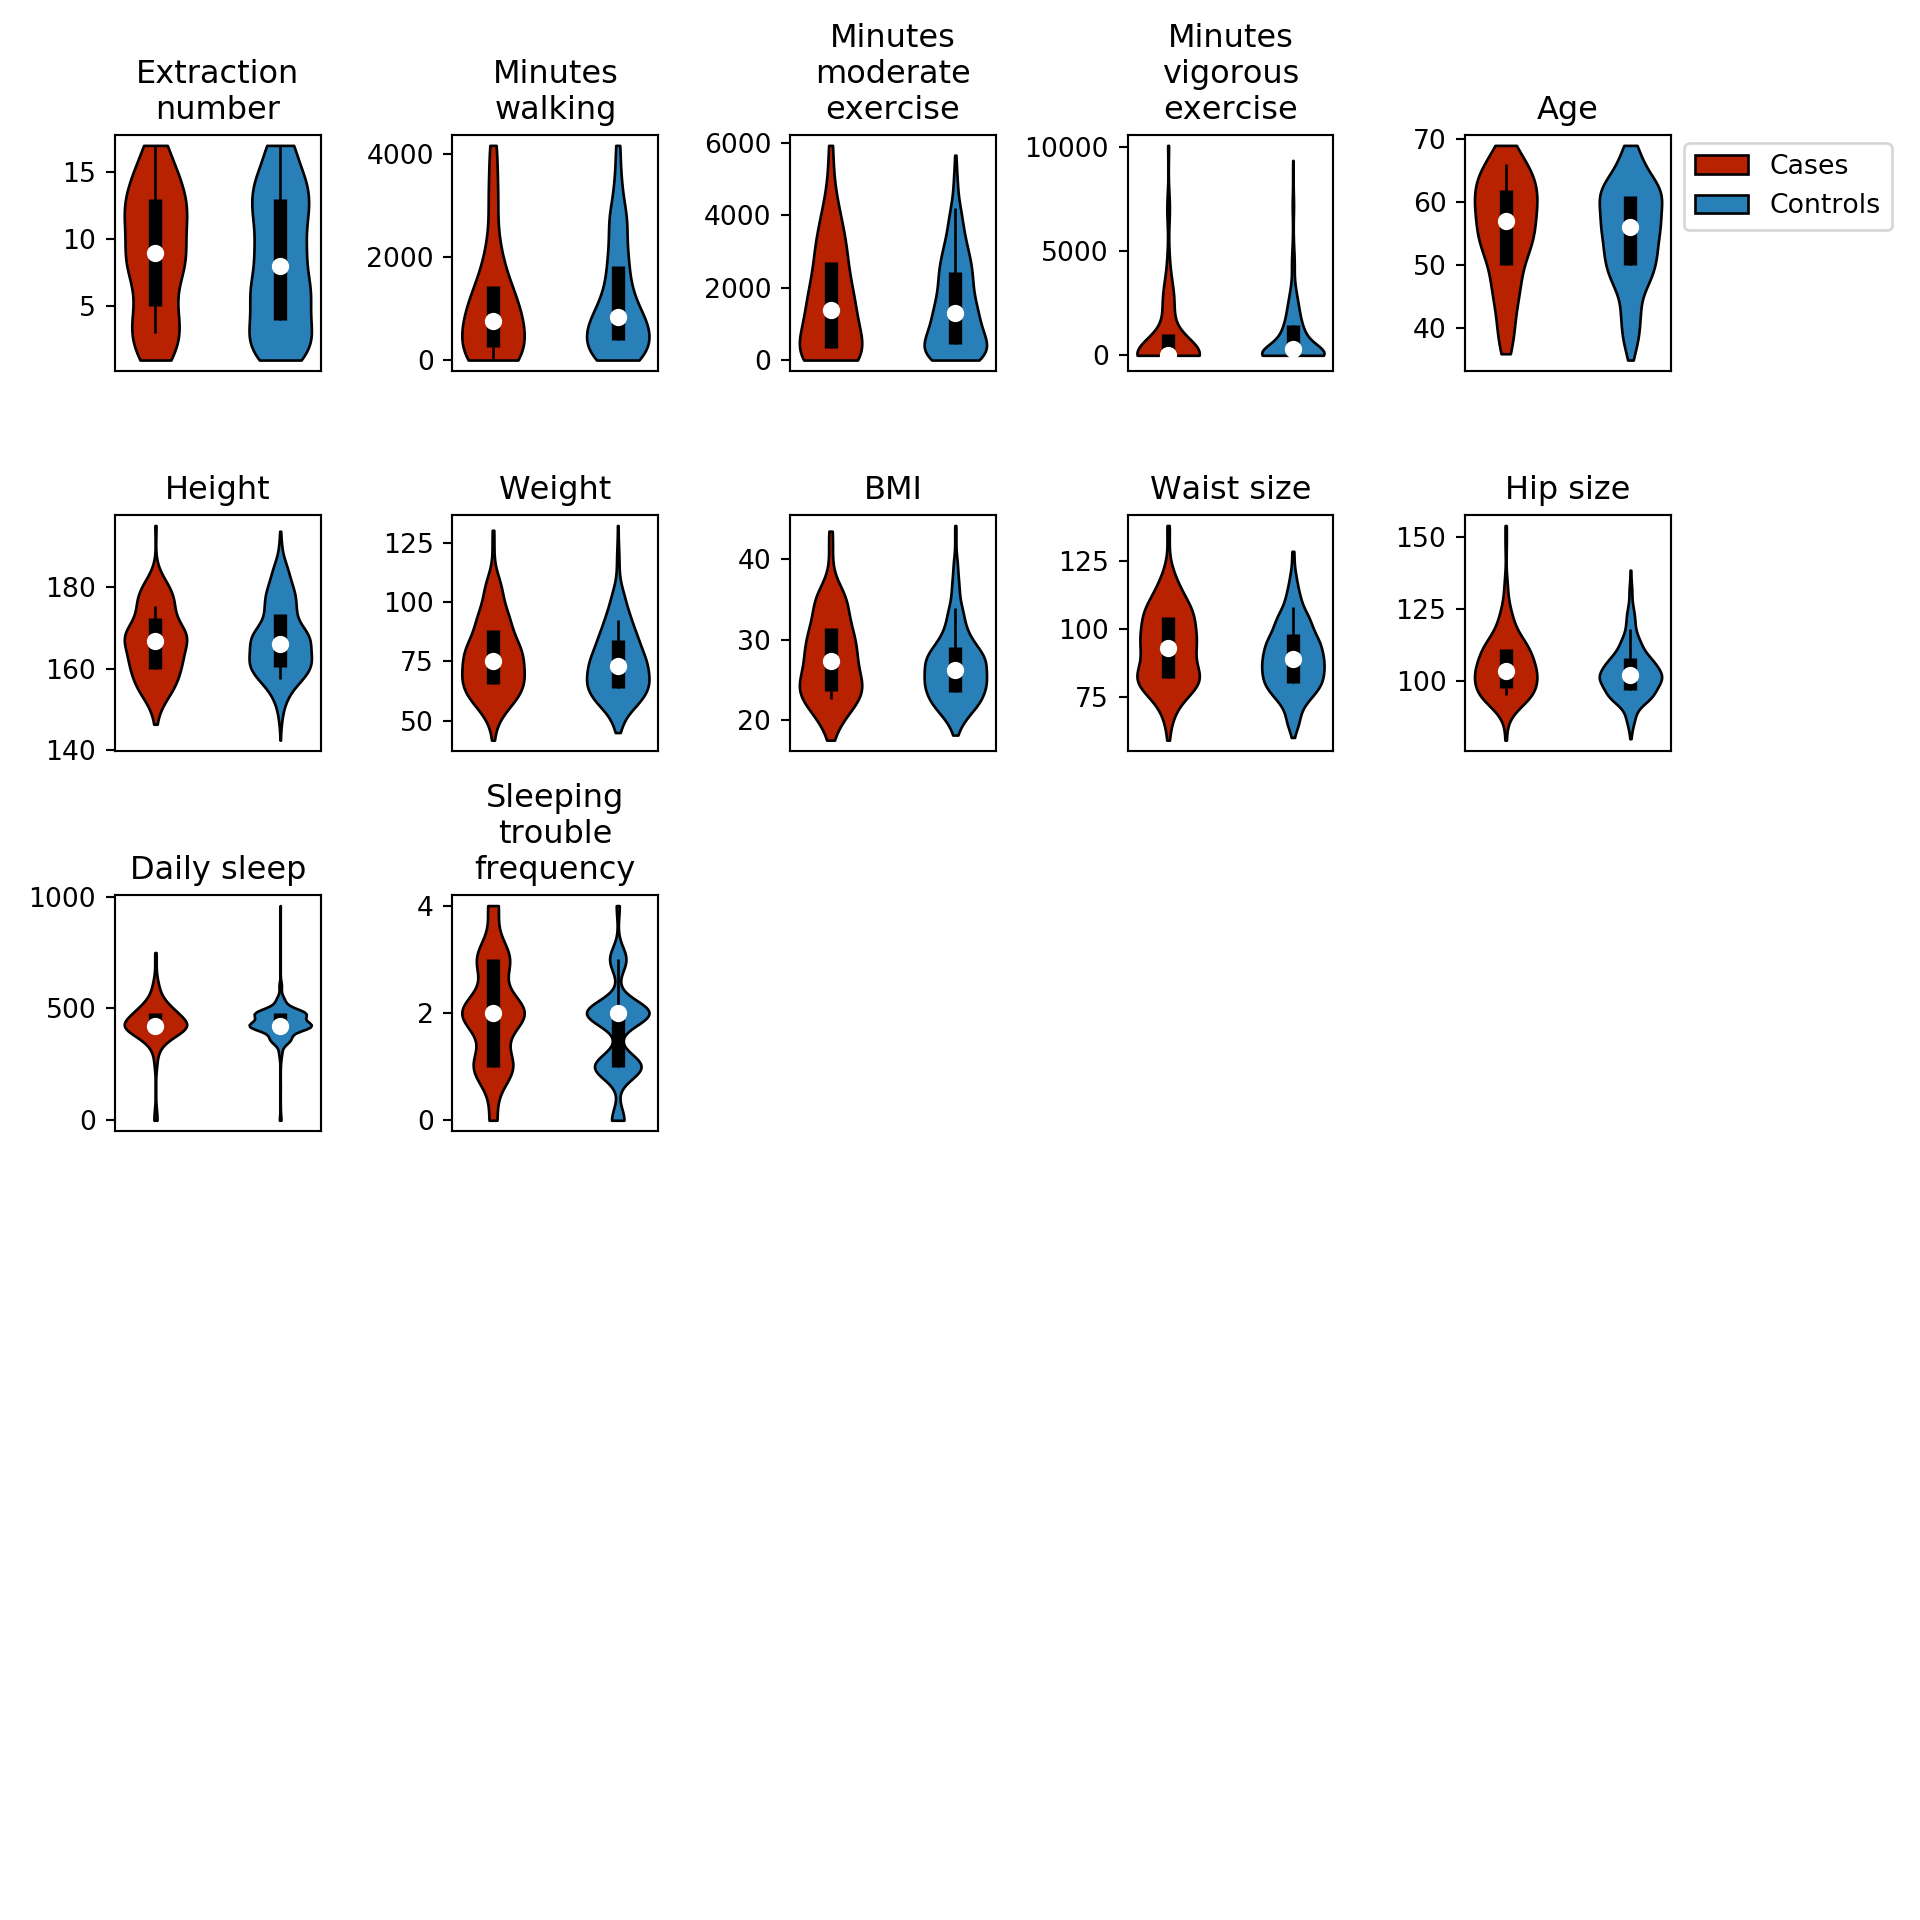 Extraction
number
15
10
5
Minutes
walking
4000
2000
0
Minutes
moderate
exercise
6000
4000
2000
0
Minutes
vigorous
exercise
10000
5000
0
Age
70
60
50
40
Cases
Controls
Height
180
160
140
Weight
125
100
75
50
BMI
40
30
20
Waist size
125
100
75
Hip size
150
125
100
Daily sleep
1000
500
0
Sleeping
trouble
frequency
4
2
0